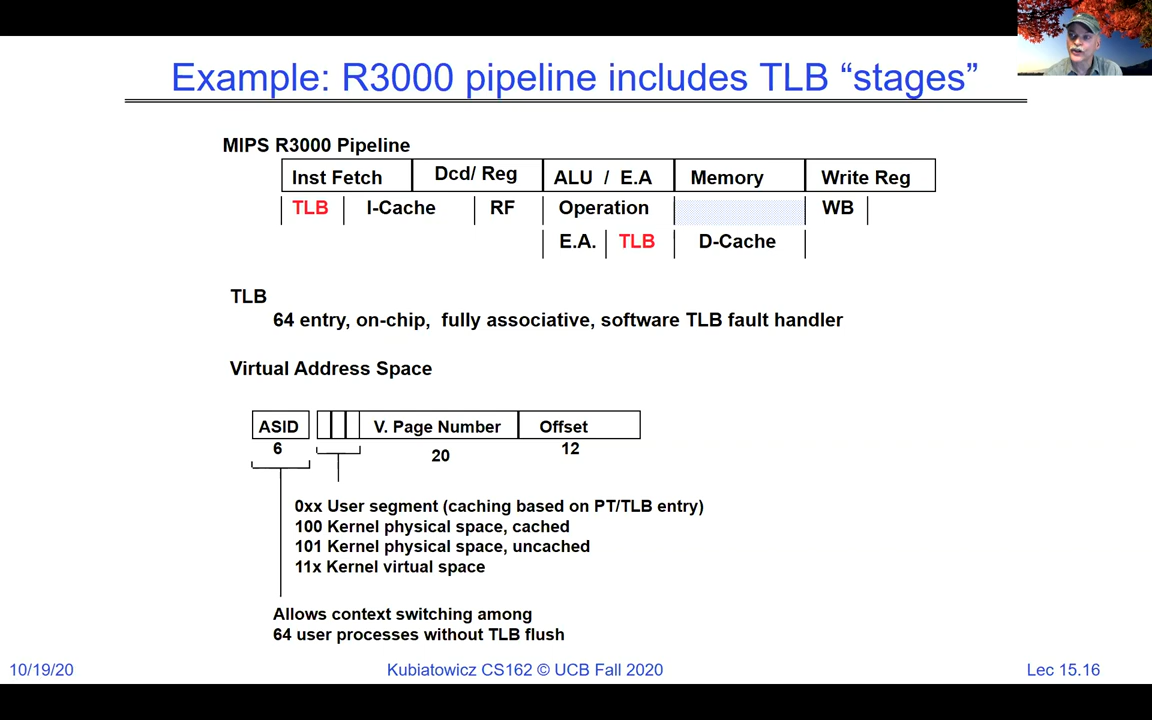 Example: R3000 pipeline includes TLB “stages”
MIPS R3000 Pipeline
Inst Fetch Dcd/ Reg ALU / E.A Memory Write Reg
TLB I-Cache RF Operation WB
E.A. TLB D-Cache
TLB
64 entry, on-chip, fully associative, software TLB fault handler
Virtual Address Space
ASID V. Page Number Offset
6 20 12
0xx User segment (caching based on PT/TLB entry)
100 Kernel physical space, cached
101 Kernel physical space, uncached
11x Kernel virtual space
Allows context switching among
64 user processes without TLB flush
10/19/20 Kubiatowicz CS162 © UCB Fall 2020 Lec 15.16